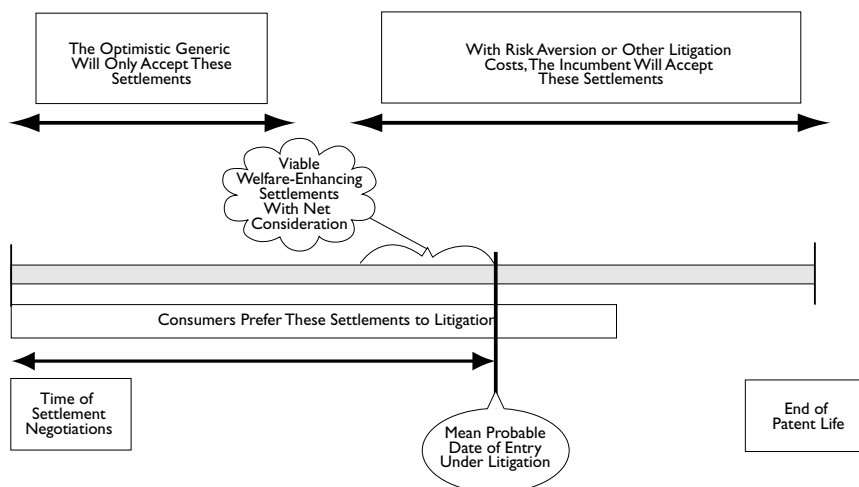 The Optimistic Generic
Will Only Accept These
Settlements
With Risk Aversion or Other Litigation
Costs, The Incumbent Will Accept
These Settlements
Viable
Welfare-Enhancing
Settlements
With Net
Consideration
Consumers Prefer These Settlements to Litigation
Time of
Settlement
Negotiations
Mean Probable
Date of Entry
Under Litigation
End of
Patent Life